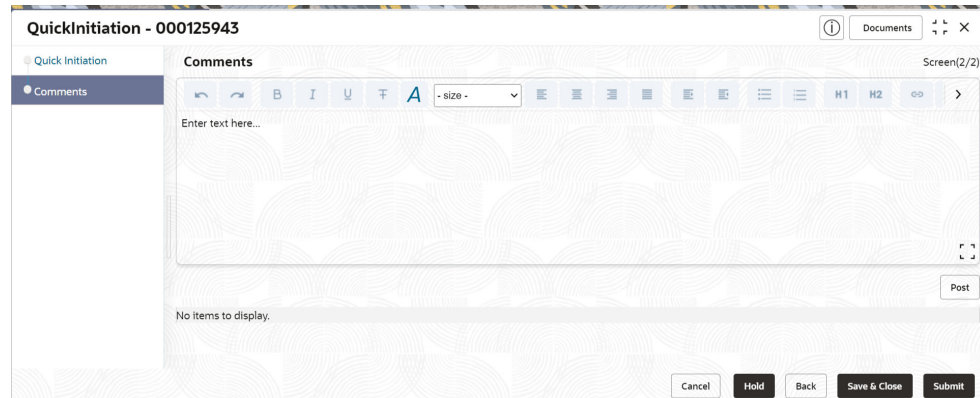 QuickInitiation - 000125943
Documents
Quick Initiation
Comments
Comments
Screen(2/2)
B I U T A - size - H1 H2
Enter text here...
Post
No items to display.
Cancel Hold Back Save & Close Submit